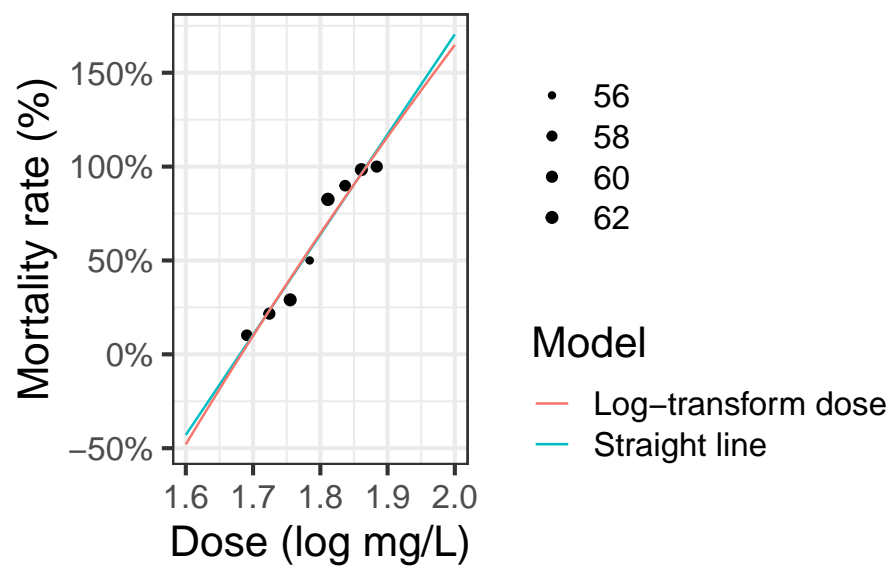 Mortality rate (%)
150%
100%
50%
0%
−50%
1.6 1.7 1.8 1.9 2.0
Dose (log mg/L)
56
58
60
62
Model
Log−transform dose
Straight line